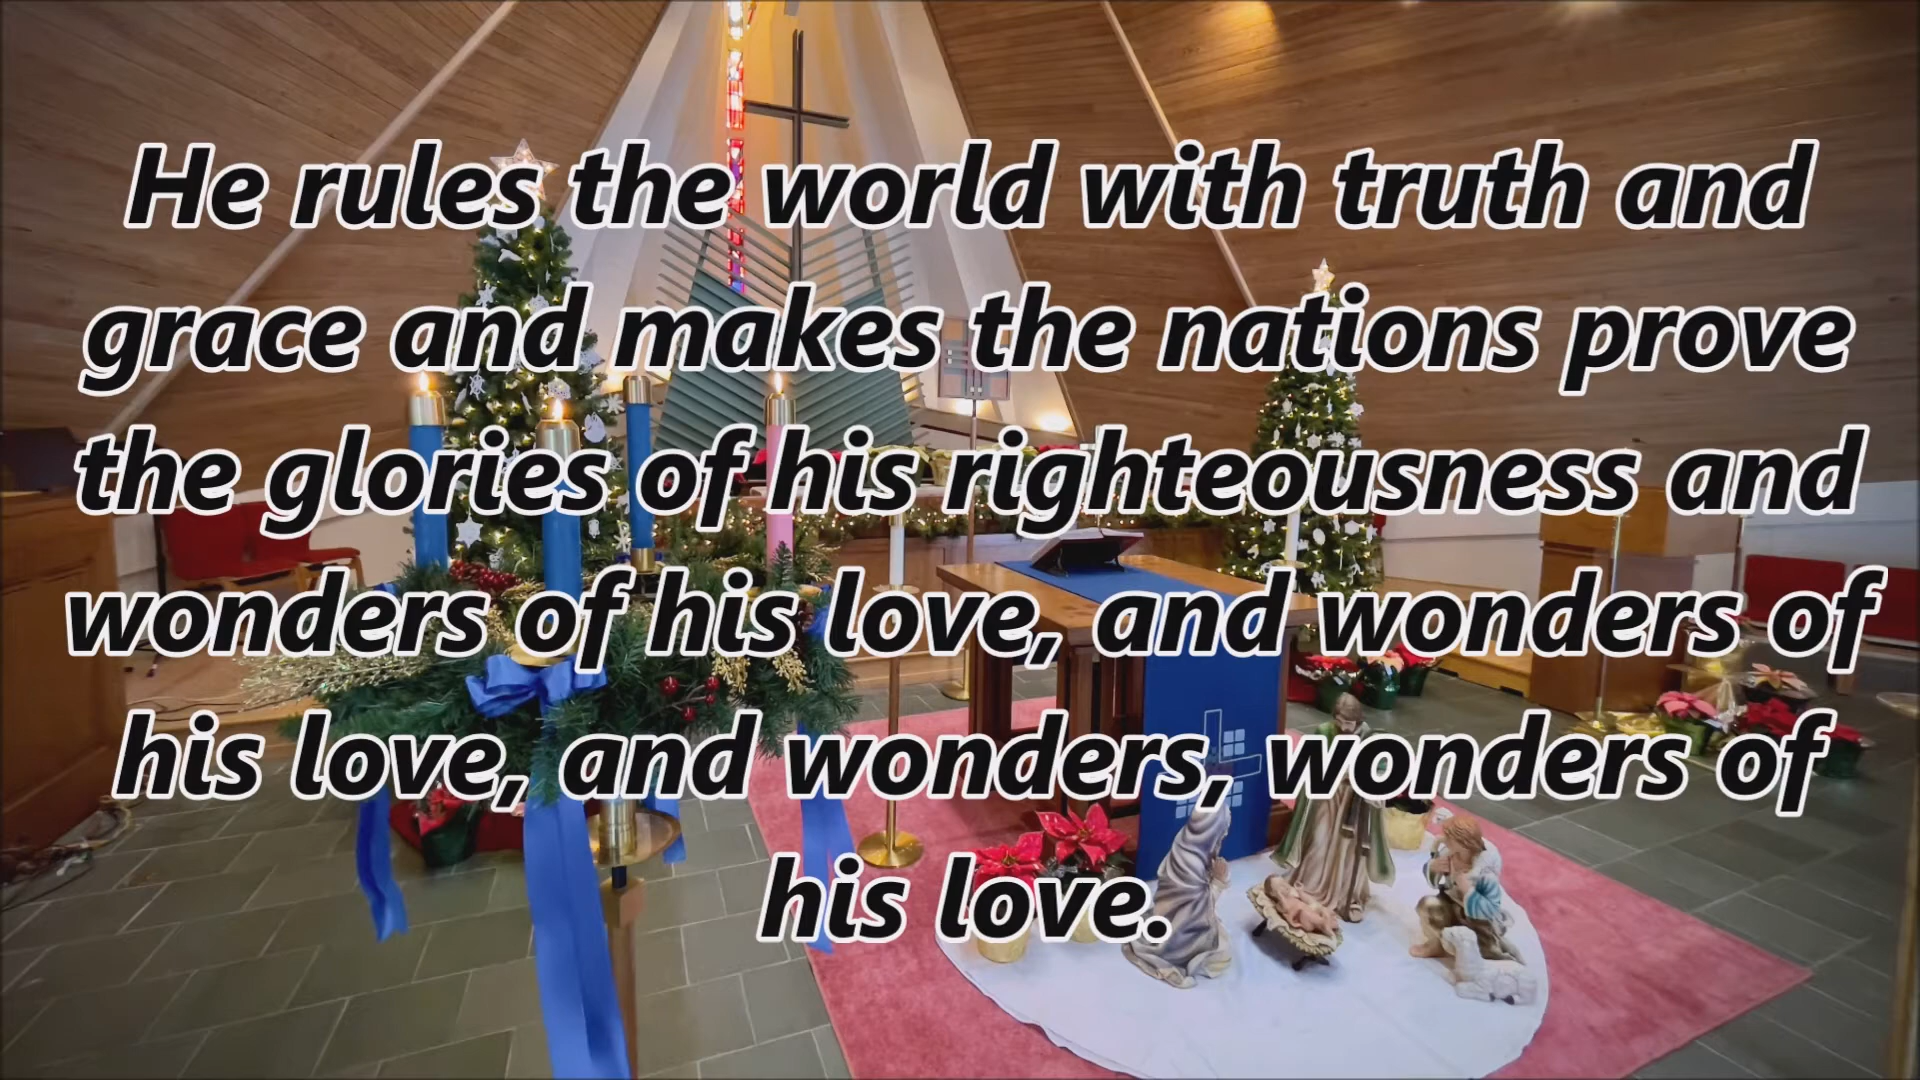 He rules the world with truth and
grace and makes the nations prove
the glories of his righteousness and
wonders of his love, and wonders of
his love, and wonders, wonders of
his love.